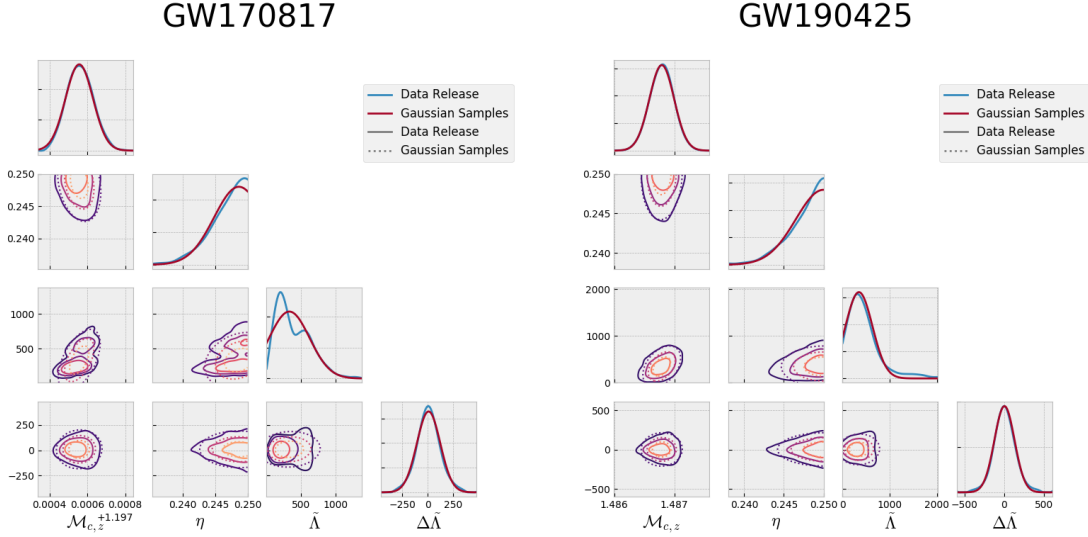 GW170817
GW190425
Data Release
Gaussian Samples
Data Release
Gaussian Samples
0.250
0.245
0.240
1000
500
250
0
−250
0.0004 0.0006 0.0008
+1.197
0.240 0.245 0.250
500 1000
−250 0 250
ℳc, z
η
Λ̃
ΔΛ̃
Data Release
Gaussian Samples
Data Release
Gaussian Samples
0.250
0.245
0.240
2000
1500
1000
500
0
500
0
−500
1.486 1.487
0.240 0.245 0.250
0 1000 2000
−500 0 500
ℳc, z
η
Λ̃
ΔΛ̃